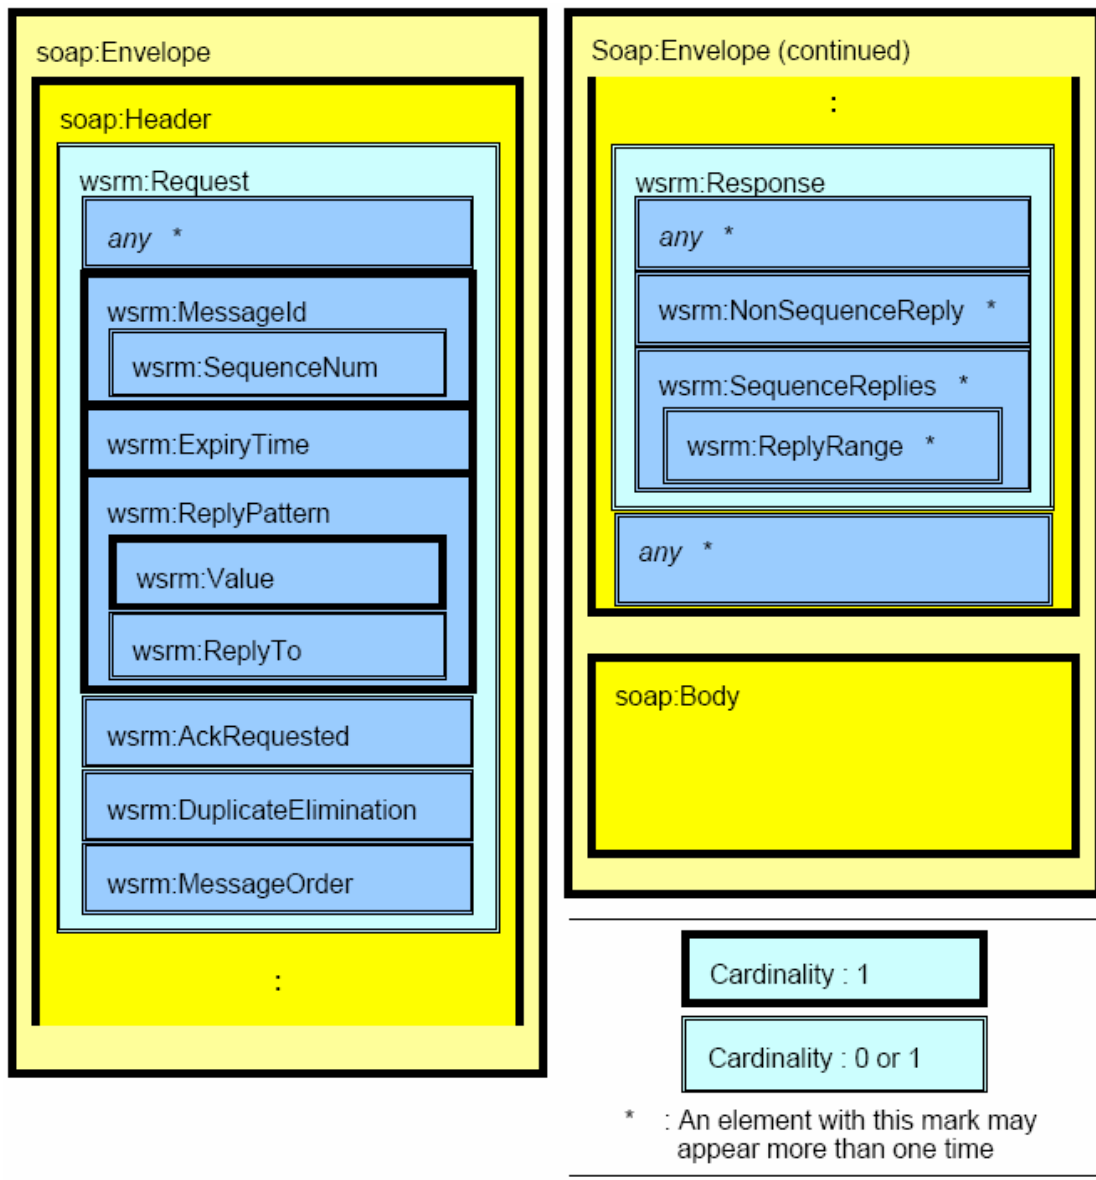 soap:Envelope
soap:Header
wsrm:Request
any *
wsrm:MessageId
wsrm:SequenceNum
wsrm:ExpiryTime
wsrm:ReplyPattern
wsrm:Value
wsrm:ReplyTo
wsrm:AckRequested
wsrm:DuplicateElimination
wsrm:MessageOrder
:
Soap:Envelope (continued)
:
wsrm:Response
any *
wsrm:NonSequenceReply *
wsrm:SequenceReplies *
wsrm:ReplyRange *
any *
soap:Body
Cardinality : 1
Cardinality : 0 or 1
* : An element with this mark may
appear more than one time